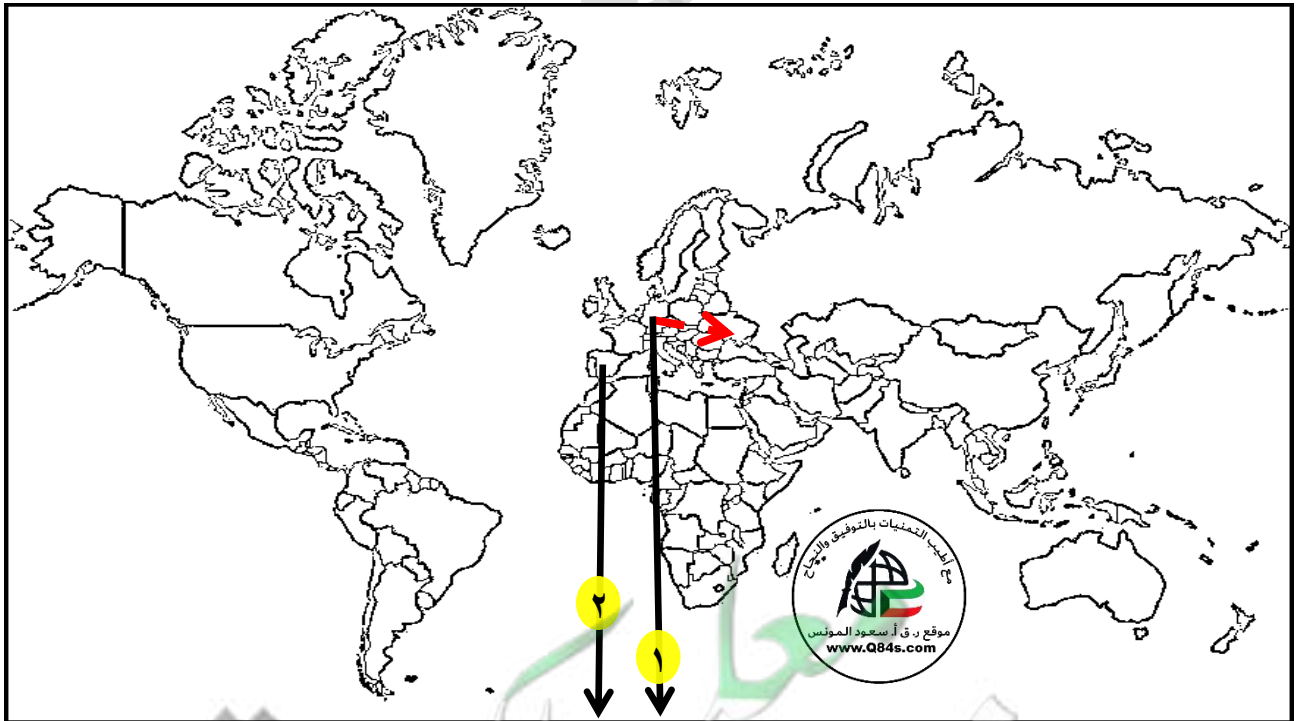 ٢
١
مع أطيب التمنيات بالتوفيق والنجاح
موقع ر. ق أ. سعود المونس
www.Q84s.com